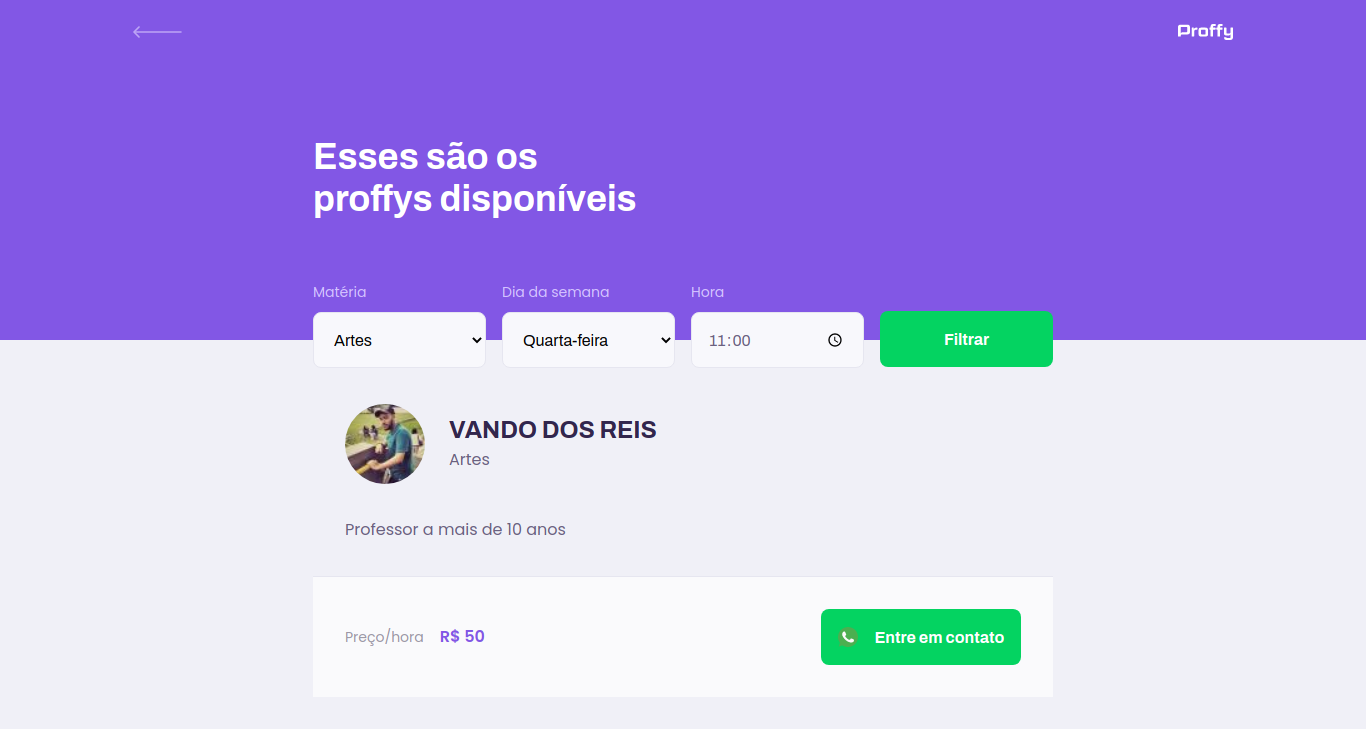 Proffy
Esses são os
proffys disponíveis
Matéria
Dia da semana
Hora
Artes
Quarta-feira
11:00
Filtrar
VANDO DOS REIS
Artes
Professor a mais de 10 anos
Preço/hora R$ 50
Entre em contato